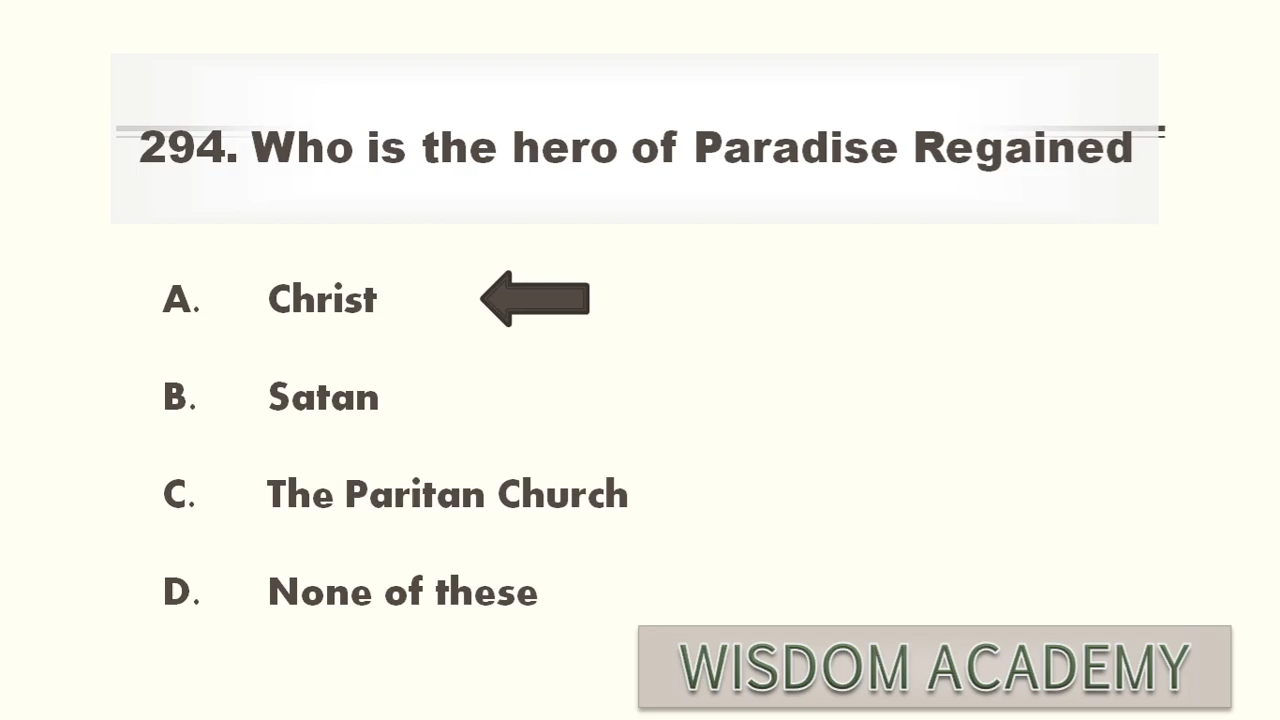 294. Who is the hero of Paradise Regained
A. Christ
B. Satan
C. The Paritan Church
D. None of these
WISDOM ACADEMY